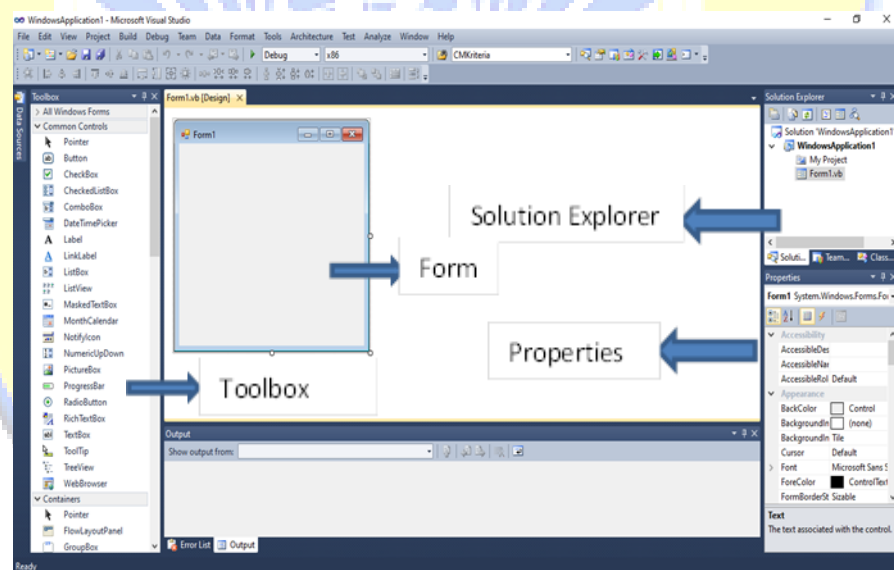 WindowsApplication1 - Microsoft Visual Studio
File Edit View Project Build Debug Team Data Format Tools Architecture Test Analyze Window Help
Debug x86 CMKriteria
Toolbox
Form1.vb [Design]
Solution Explorer
Data Sources
All Windows Forms
Common Controls
Pointer
Button
CheckBox
CheckedListBox
ComboBox
DateTimePicker
Label
LinkLabel
ListBox
ListView
MaskedTextBox
MonthCalendar
NotifyIcon
NumericUpDown
PictureBox
ProgressBar
RadioButton
RichTextBox
TextBox
ToolTip
TreeView
WebBrowser
Containers
Pointer
FlowLayoutPanel
GroupBox
Form1
Solution Explorer
Form
Properties
Toolbox
Output
Show output from:
Error List Output
Solution 'WindowsApplication1
WindowsApplication1
My Project
Form1.vb
Soluti... Team... Class...
Properties
Form1 System.Windows.Forms.For
Accessibility
AccessibleDes
AccessibleNar
AccessibleRol Default
Appearance
BackColor Control
BackgroundIn (none)
BackgroundIn Tile
Cursor Default
Font Microsoft Sans S
ForeColor ControlText
FormBorderSt Sizable
Text
The text associated with the control.
Ready